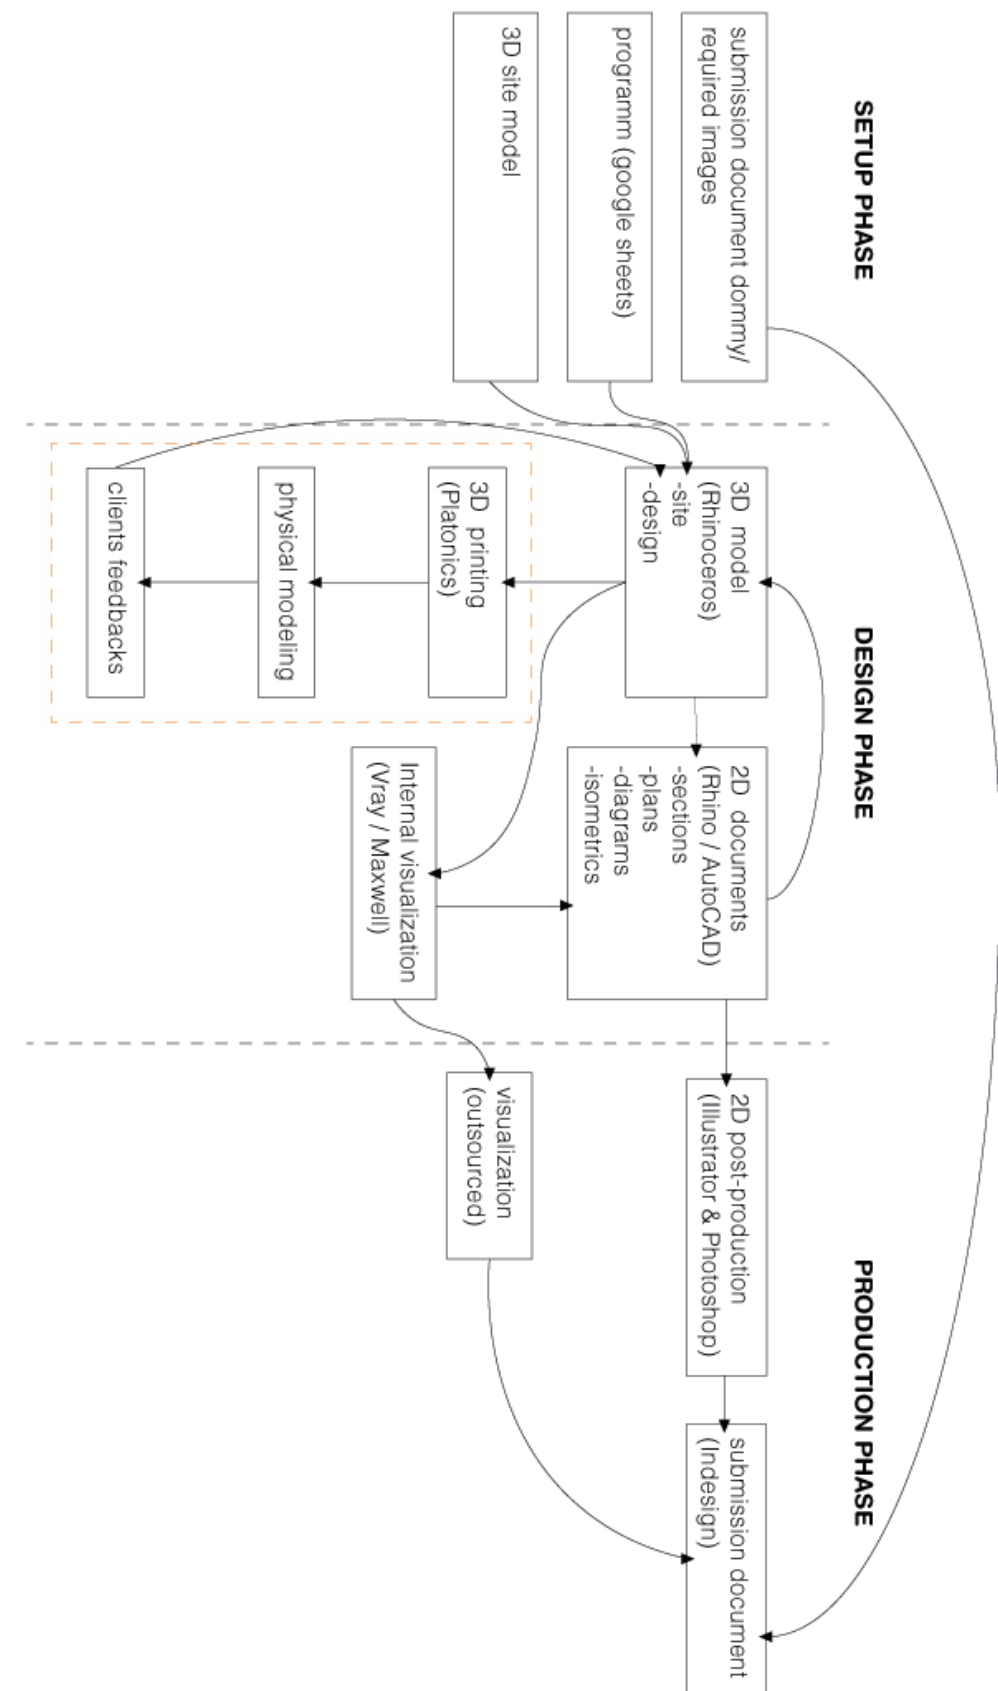 SETUP PHASE
submission document dommy/
required images
programm (google sheets)
3D site model
DESIGN PHASE
3D model
(Rhinoceros)
-site
-design
3D printing
(Platonics)
physical modeling
clients feedbacks
2D documents
(Rhino / AutoCAD)
-sections
-plans
-diagrams
-isometrics
Internal visualization
(Vray / Maxwell)
PRODUCTION PHASE
2D post-production
(Illustrator & Photoshop)
visualization
(outsourced)
submission document
(Indesign)